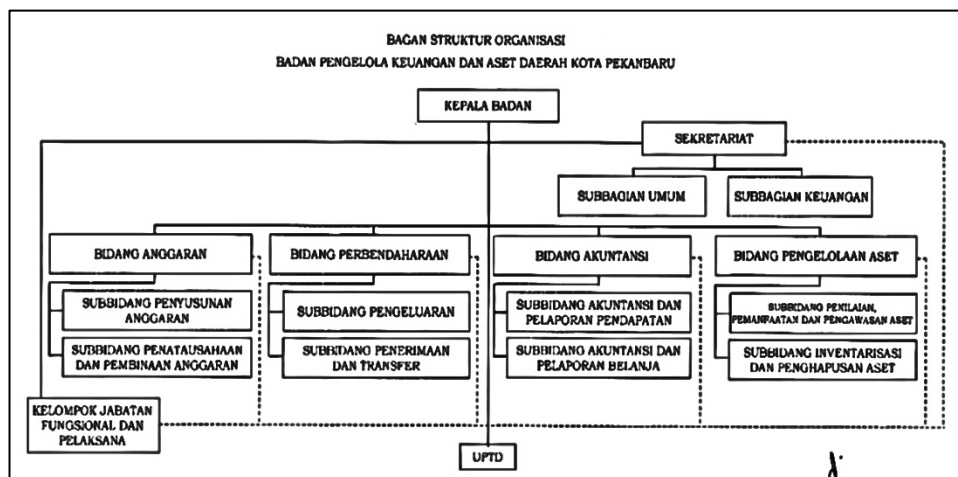 BAGAN STRUKTUR ORGANISASI
BADAN PENGELOLA KEUANGAN DAN ASET DAERAH KOTA PEKANBARU
KEPALA BADAN
SEKRETARIAT
SUBBAGIAN UMUM
SUBBAGIAN KEUANGAN
BIDANG ANGGARAN
BIDANG PERBENDAHARAAN
BIDANG AKUNTANSI
BIDANG PENGELOLAAN ASET
SUBBIDANG PENYUSUNAN
ANGGARAN
SUBBIDANG PENGELUARAN
SUBBIDANG AKUNTANSI DAN
PELAPORAN PENDAPATAN
SUBBIDANG PENILAIAN,
PEMANFAATAN DAN PENGAWASAN ASET
SUBBIDANG PENATAUSAHAAN
DAN PEMBINAAN ANGGARAN
SUBBIDANG PENERIMAAN
DAN TRANSFER
SUBBIDANG AKUNTANSI DAN
PELAPORAN BELANJA
SUBBIDANG INVENTARISASI
DAN PENGHAPUSAN ASET
KELOMPOK JABATAN
FUNGSIONAL DAN
PELAKSANA
UPTD